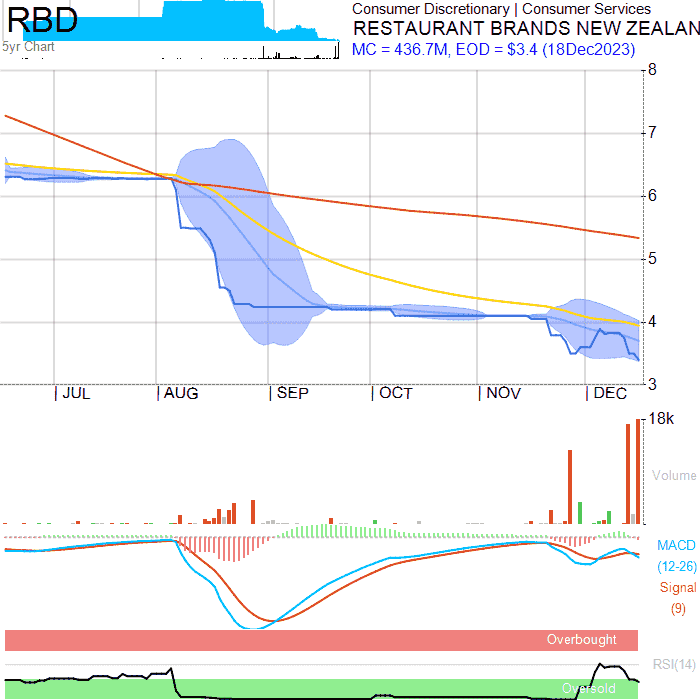 RBD
5yr Chart
Consumer Discretionary | Consumer Services
RESTAURANT BRANDS NEW ZEALAN
MC = 436.7M, EOD = $3.4 (18Dec2023)
8
7
6
5
4
3
JUL AUG SEP OCT NOV DEC
18k
Volume
MACD
(12-26)
Signal
(9)
Overbought
RSI(14)
Oversold